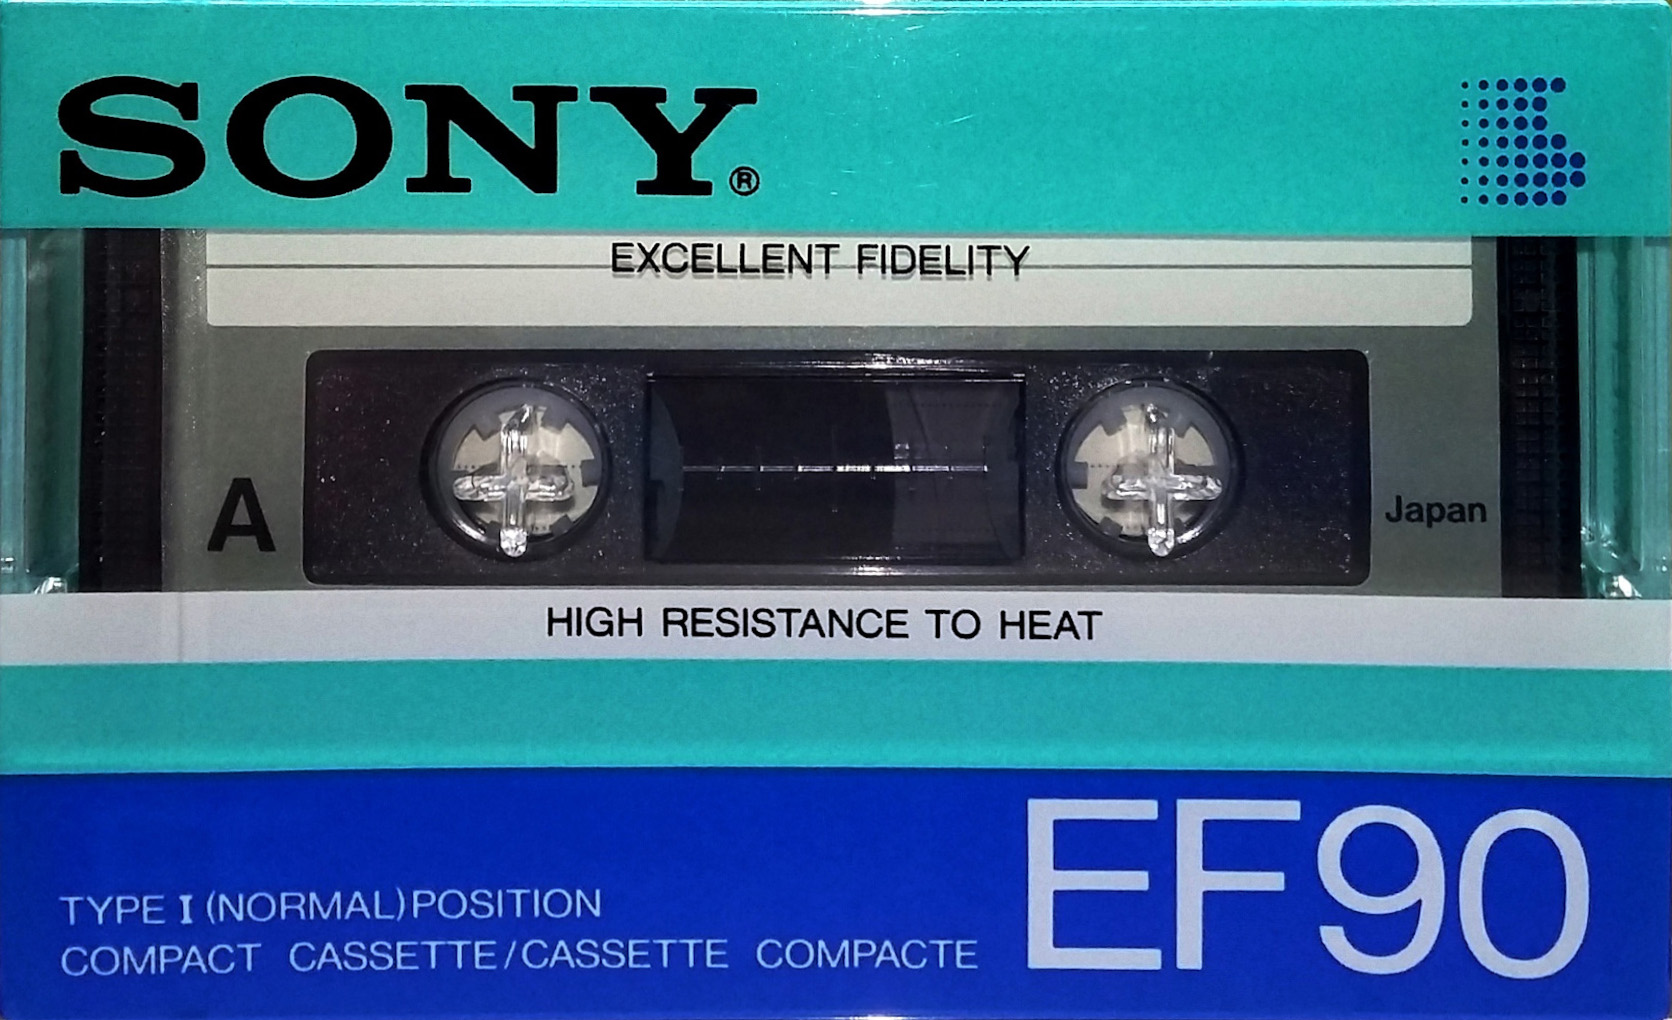 SONY®
EXCELLENT FIDELITY
A
Japan
HIGH RESISTANCE TO HEAT
EF90
TYPE I (NORMAL) POSITION
COMPACT CASSETTE/CASSETTE COMPACTE